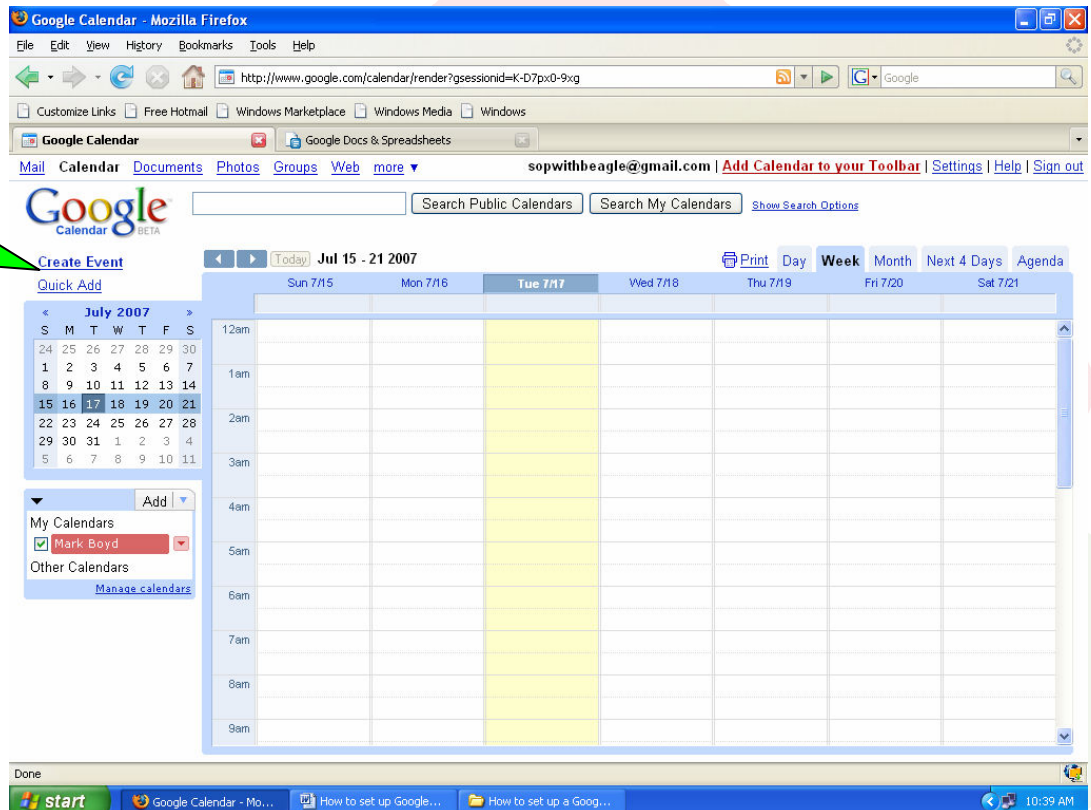 Google Calendar - Mozilla Firefox
File Edit View History Bookmarks Tools Help
http://www.google.com/calendar/render?gsessionid=K-D7px0-9xg
G Google
Customize Links Free Hotmail Windows Marketplace Windows Media Windows
Google Calendar Google Docs & Spreadsheets
Mail Calendar Documents Photos Groups Web more ▼ sopwithbeagle@gmail.com | Add Calendar to your Toolbar | Settings | Help | Sign out
Google
Calendar BETA
Search Public Calendars Search My Calendars Show Search Options
Create Event
Quick Add
Today Jul 15 - 21 2007 Print Day Week Month Next 4 Days Agenda
Sun 7/15 Mon 7/16 Tue 7/17 Wed 7/18 Thu 7/19 Fri 7/20 Sat 7/21
« July 2007 »
S M T W T F S
24 25 26 27 28 29 30
1 2 3 4 5 6 7
8 9 10 11 12 13 14
15 16 17 18 19 20 21
22 23 24 25 26 27 28
29 30 31 1 2 3 4
5 6 7 8 9 10 11
Add
My Calendars
Mark Boyd
Other Calendars
Manage calendars
12am
1am
2am
3am
4am
5am
6am
7am
8am
9am
Done
start Google Calendar - Mo... How to set up Google... How to set up a Goog... 10:39 AM